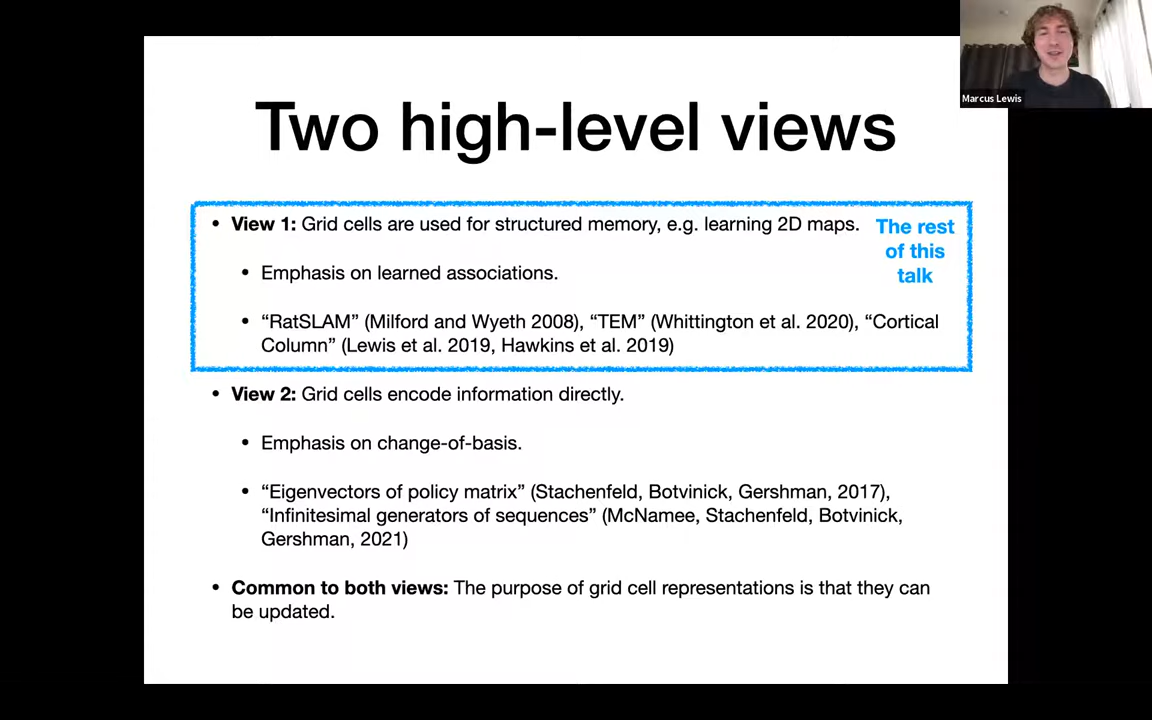 Marcus Lewis
Two high-level views
• View 1: Grid cells are used for structured memory, e.g. learning 2D maps.
The rest
of this
talk
• Emphasis on learned associations.
• “RatSLAM” (Milford and Wyeth 2008), “TEM” (Whittington et al. 2020), “Cortical
Column” (Lewis et al. 2019, Hawkins et al. 2019)
• View 2: Grid cells encode information directly.
• Emphasis on change-of-basis.
• “Eigenvectors of policy matrix” (Stachenfeld, Botvinick, Gershman, 2017),
“Infinitesimal generators of sequences” (McNamee, Stachenfeld, Botvinick,
Gershman, 2021)
• Common to both views: The purpose of grid cell representations is that they can
be updated.